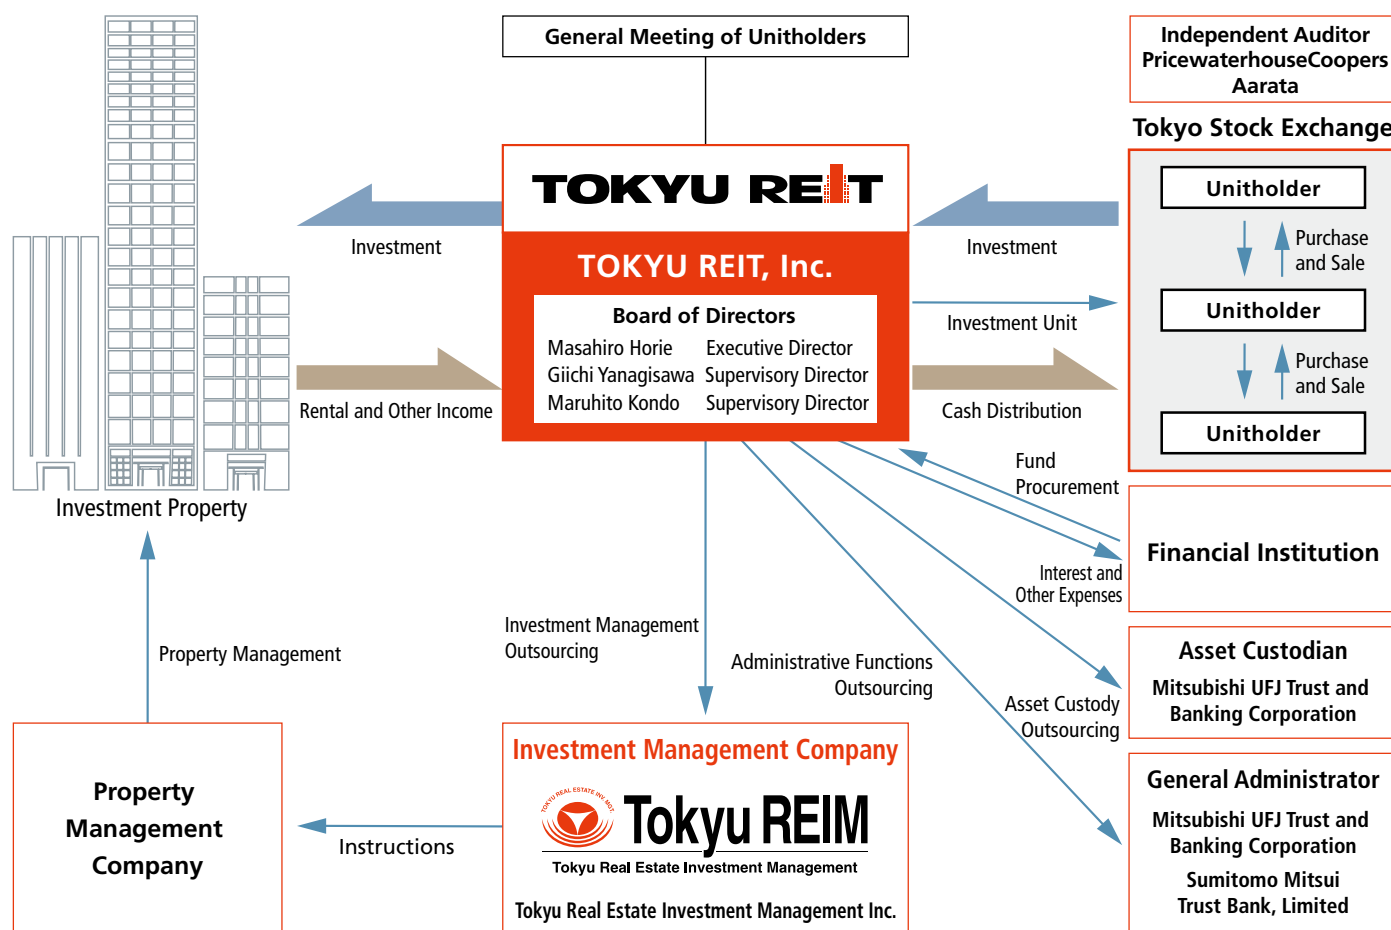 General Meeting of Unitholders
Independent Auditor
PricewaterhouseCoopers
Aarata
Tokyo Stock Exchange
TOKYU REIT
TOKYU REIT, Inc.
Board of Directors
Masahiro Horie Executive Director
Giichi Yanagisawa Supervisory Director
Maruhito Kondo Supervisory Director
Investment
Rental and Other Income
Investment Property
Investment
Investment Unit
Cash Distribution
Unitholder
Purchase
and Sale
Unitholder
Purchase
and Sale
Unitholder
Fund
Procurement
Interest and
Other Expenses
Financial Institution
Property Management
Investment Management
Outsourcing
Administrative Functions
Outsourcing
Asset Custody
Outsourcing
Asset Custodian
Mitsubishi UFJ Trust and
Banking Corporation
Property
Management
Company
Instructions
Investment Management Company
TOKYU REAL ESTATE INV. MGT.
Tokyu REIM
Tokyu Real Estate Investment Management
Tokyu Real Estate Investment Management Inc.
General Administrator
Mitsubishi UFJ Trust and
Banking Corporation
Sumitomo Mitsui
Trust Bank, Limited